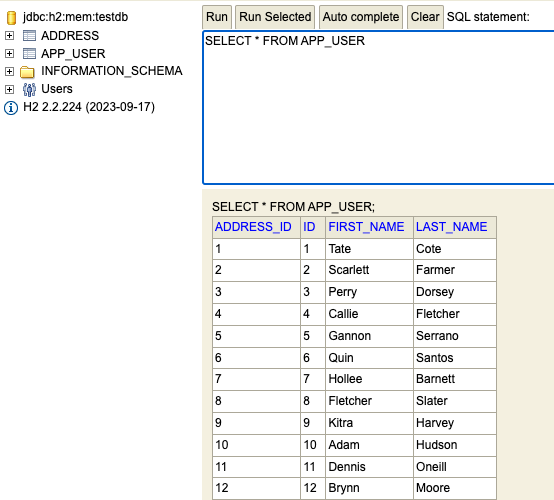 jdbc:h2:mem:testdb
ADDRESS
APP_USER
INFORMATION_SCHEMA
Users
H2 2.2.224 (2023-09-17)
Run Run Selected Auto complete Clear SQL statement:
SELECT * FROM APP_USER
SELECT * FROM APP_USER;
ADDRESS_ID ID FIRST_NAME LAST_NAME
1 1 Tate Cote
2 2 Scarlett Farmer
3 3 Perry Dorsey
4 4 Callie Fletcher
5 5 Gannon Serrano
6 6 Quin Santos
7 7 Hollee Barnett
8 8 Fletcher Slater
9 9 Kitra Harvey
10 10 Adam Hudson
11 11 Dennis Oneill
12 12 Brynn Moore